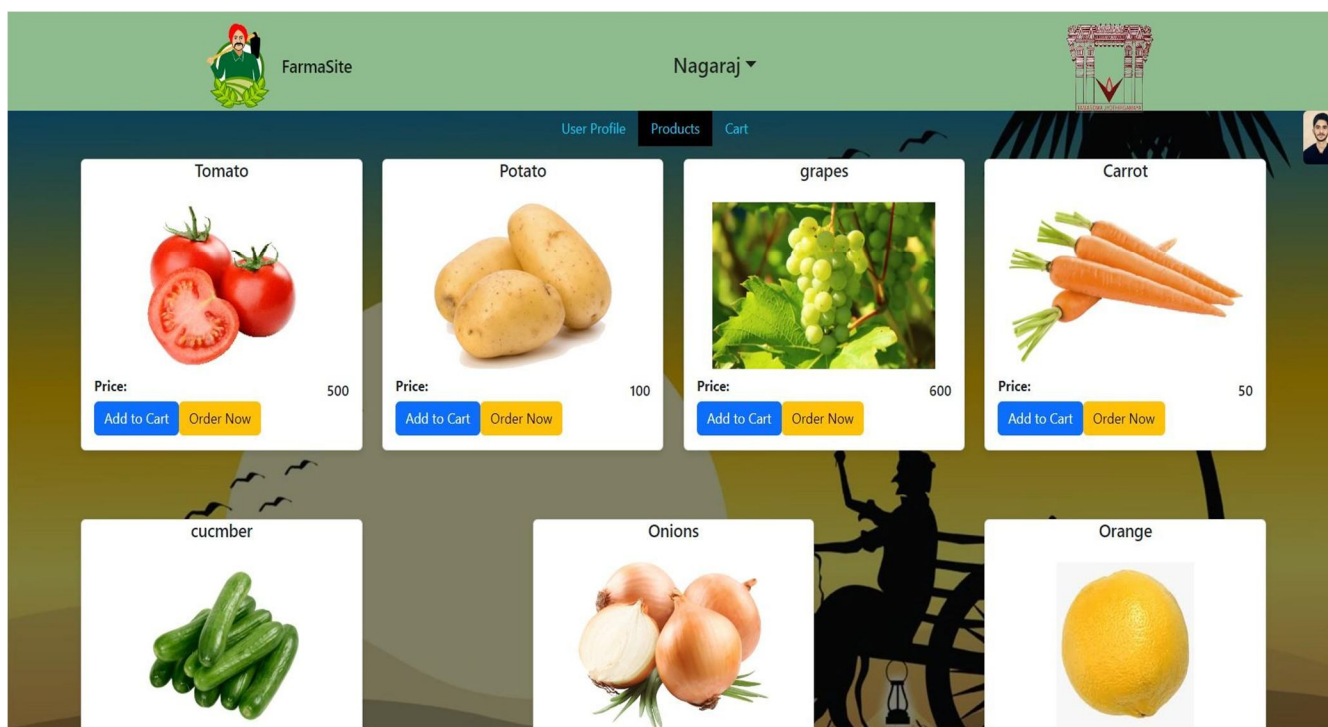 FarmaSite
Nagaraj
User Profile Products Cart
Tomato
Price:
500
Add to Cart Order Now
Potato
Price:
100
Add to Cart Order Now
grapes
Price:
600
Add to Cart Order Now
Carrot
Price:
50
Add to Cart Order Now
cucmber
Onions
Orange